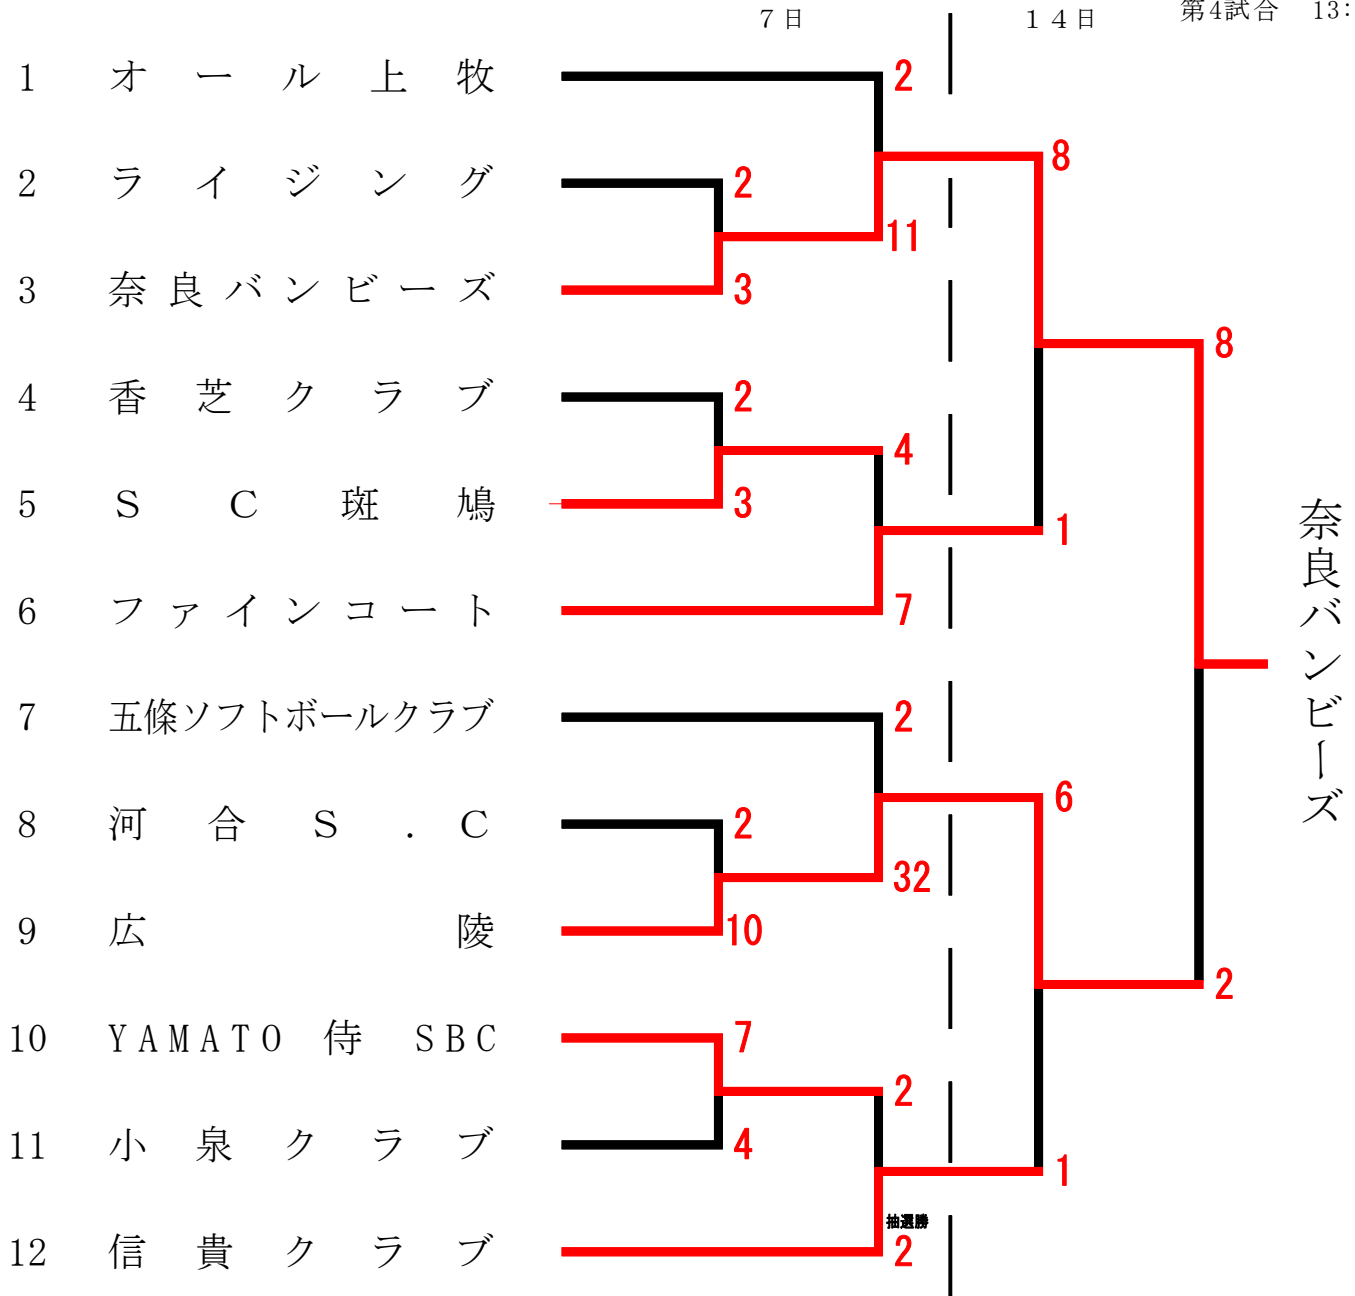 7日 14日 第4試合 13:
1 オール上牧 2
8
2 ライジング 2
11
3 奈良バンビーズ 3
8
4 香芝クラブ 2
4
5 SC斑鳩 3
1
6 ファインコート 7
奈良バンビーズ
7 五條ソフトボールクラブ 2
6
8 河合S.C 2
32
9 広陵 10
2
10 YAMATO侍SBC 7
2
11 小泉クラブ 4
1
抽選勝
12 信貴クラブ 2